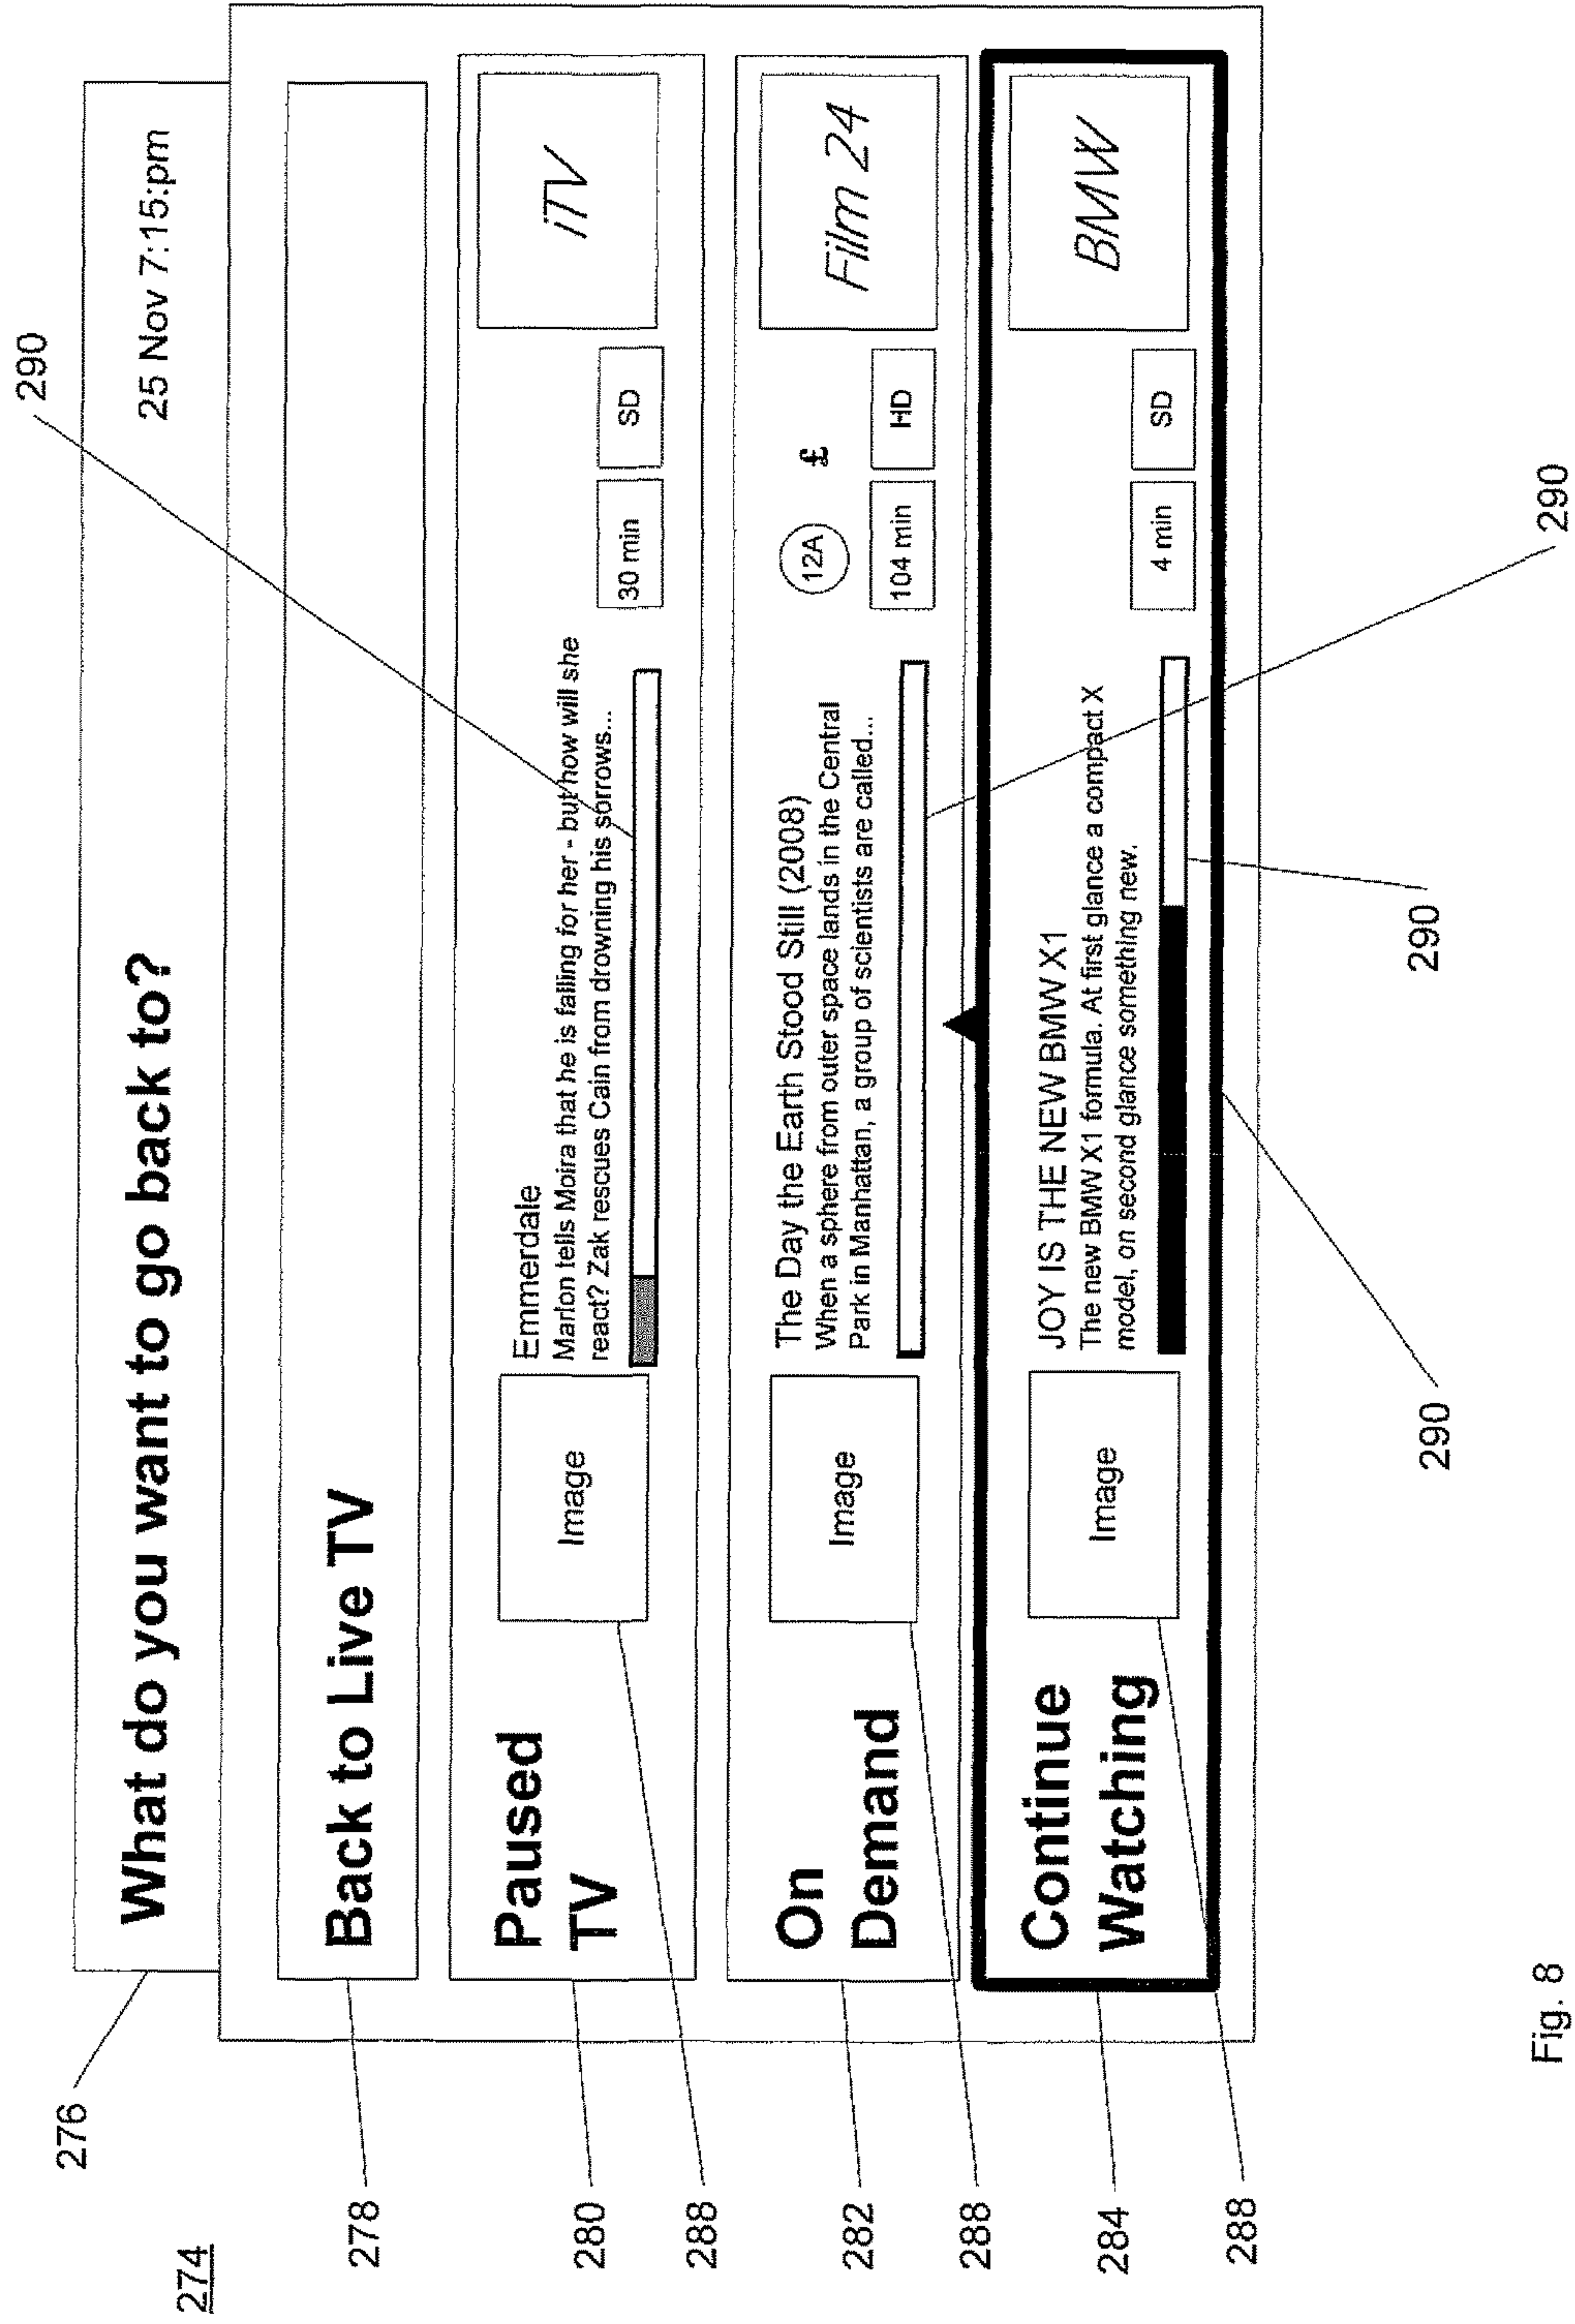 274
276
What do you want to go back to?
25 Nov 7:15:pm
290
278
Back to Live TV
280
Paused
TV
288
Image
Emmerdale
Marlon tells Moira that he is falling for her - but how will she
react? Zak rescues Cain from drowning his sorrows...
30 min
SD
iTV
282
On
Demand
288
Image
The Day the Earth Stood Still (2008)
When a sphere from outer space lands in the Central
Park in Manhattan, a group of scientists are called...
12A
£
104 min
HD
Film 24
290
284
Continue
Watching
288
Image
JOY IS THE NEW BMW X1
The new BMW X1 formula. At first glance a compact X
model, on second glance something new.
4 min
SD
BMW
290
290
Fig. 8